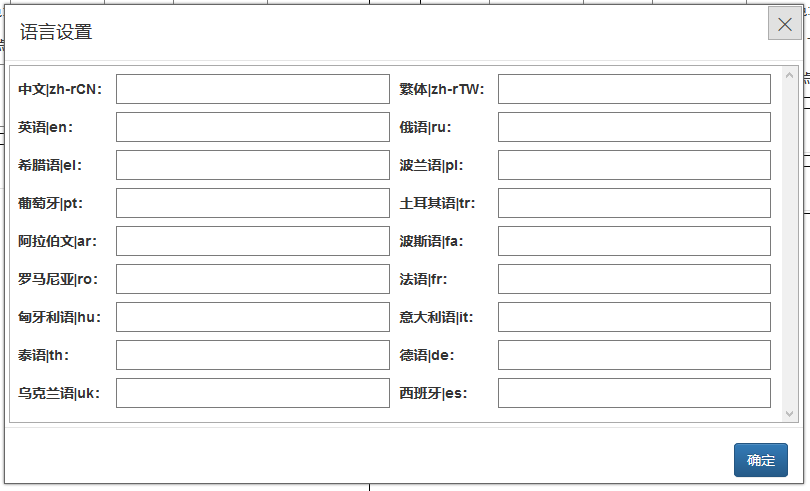 语言设置
中文|zh-rCN: 繁体|zh-rTW:
英语|en: 俄语|ru:
希腊语|el: 波兰语|pl:
葡萄牙|pt: 土耳其语|tr:
阿拉伯文|ar: 波斯语|fa:
罗马尼亚|ro: 法语|fr:
匈牙利语|hu: 意大利语|it:
泰语|th: 德语|de:
乌克兰语|uk: 西班牙|es:
确定